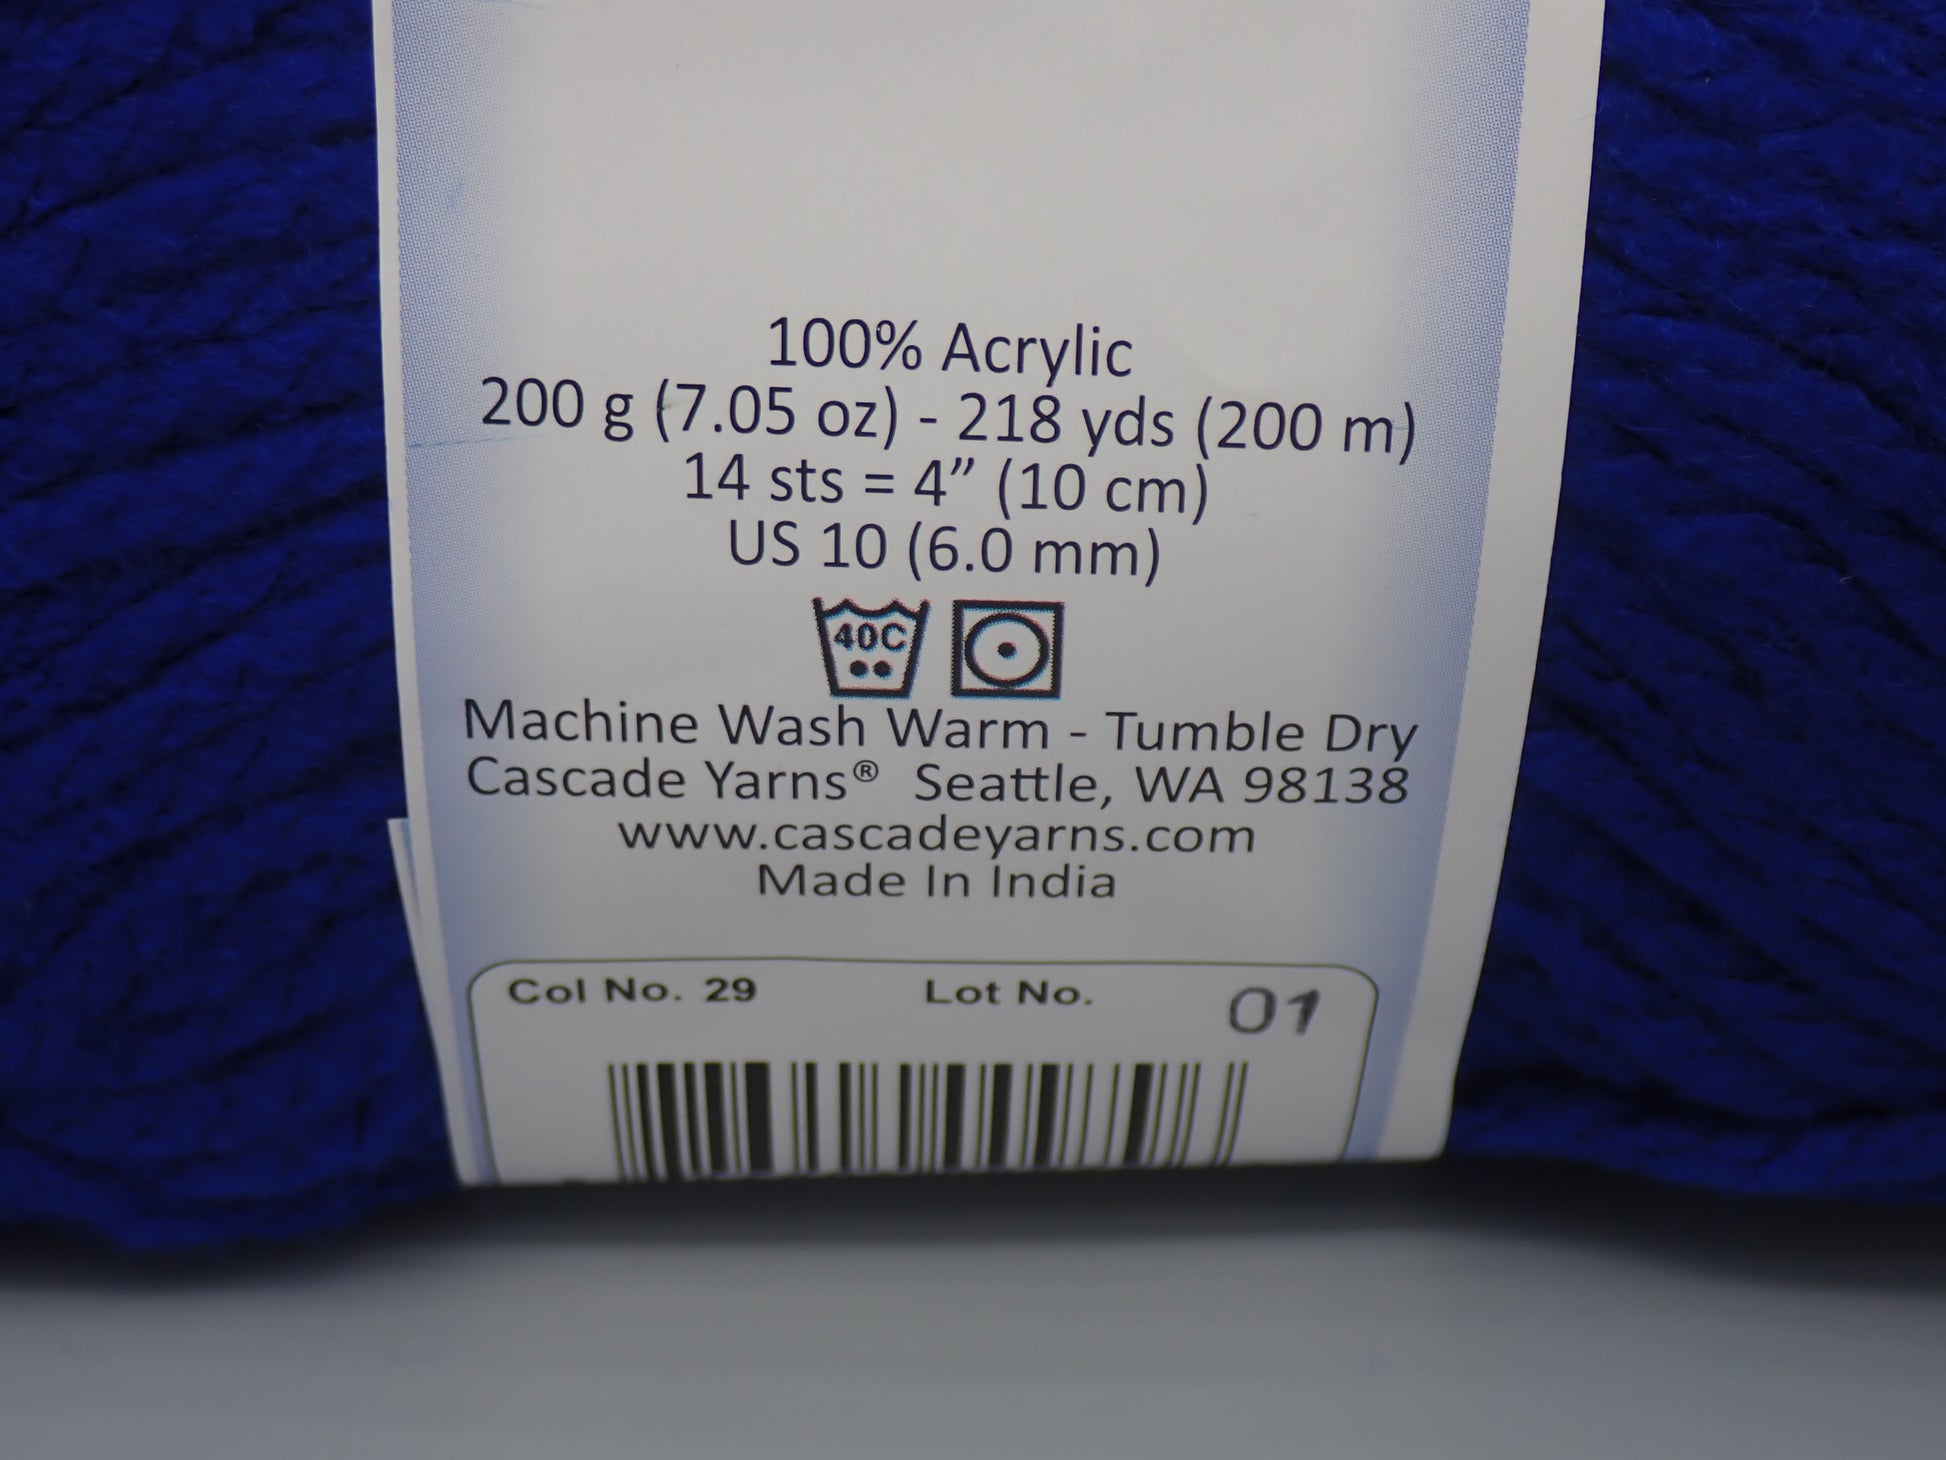 100% Acrylic
200 g (7.05 oz) - 218 yds (200 m)
14 sts = 4” (10 cm)
US 10 (6.0 mm)
40C
Machine Wash Warm - Tumble Dry
Cascade Yarns® Seattle, WA 98138
www.cascadeyarns.com
Made In India
Col No. 29 Lot No. 01